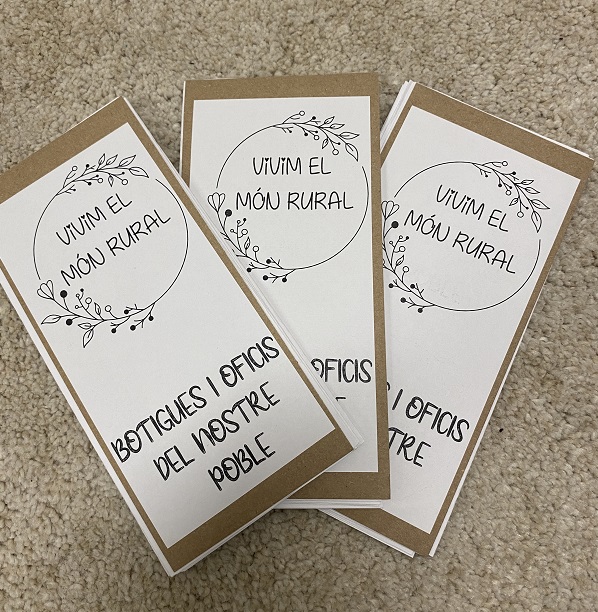 VIVIM EL
MÓN RURAL
BOTIGUES I OFICIS
DEL NOSTRE
POBLE
VIVIM EL
MÓN RURAL
OFICIS
VIVIM EL
MÓN RURAL
I OFICIS
TRE